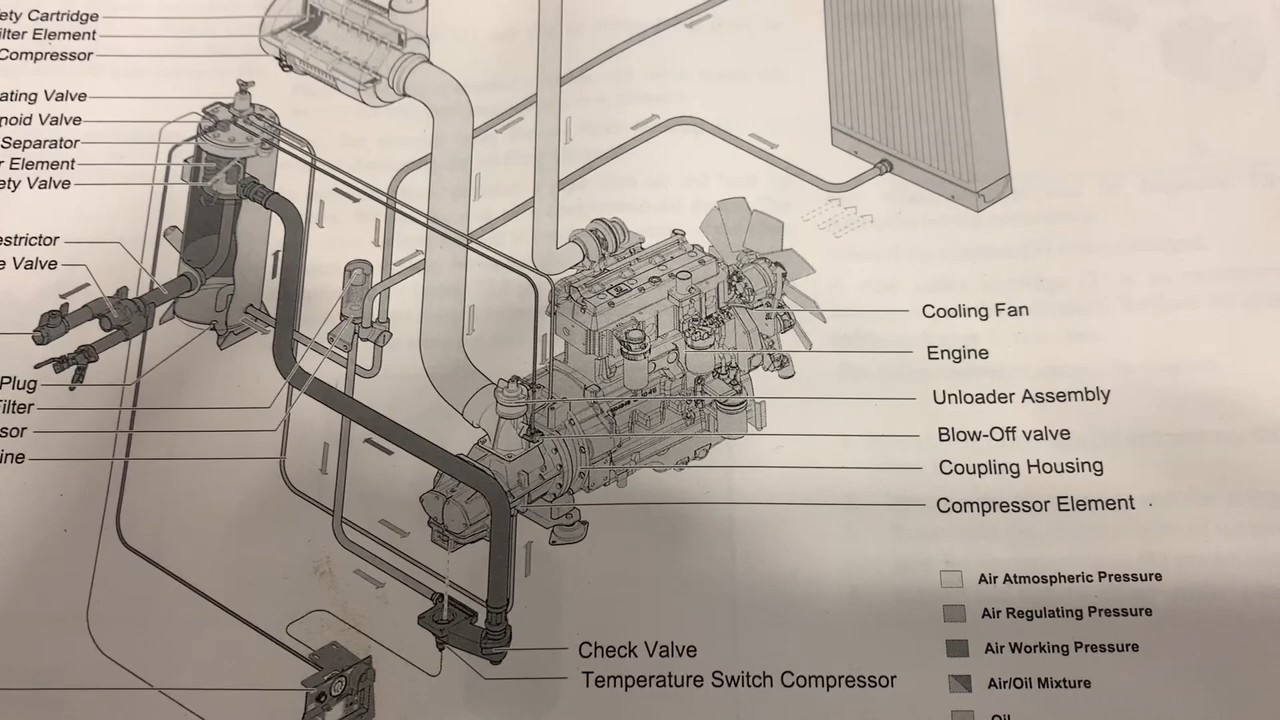 ety Cartridge
ilter Element
Compressor
ating Valve
noid Valve
Separator
r Element
ety Valve
estrictor
e Valve
Plug
Filter
sor
ine
Cooling Fan
Engine
Unloader Assembly
Blow-Off valve
Coupling Housing
Compressor Element
Check Valve
Temperature Switch Compressor
Air Atmospheric Pressure
Air Regulating Pressure
Air Working Pressure
Air/Oil Mixture
Oil